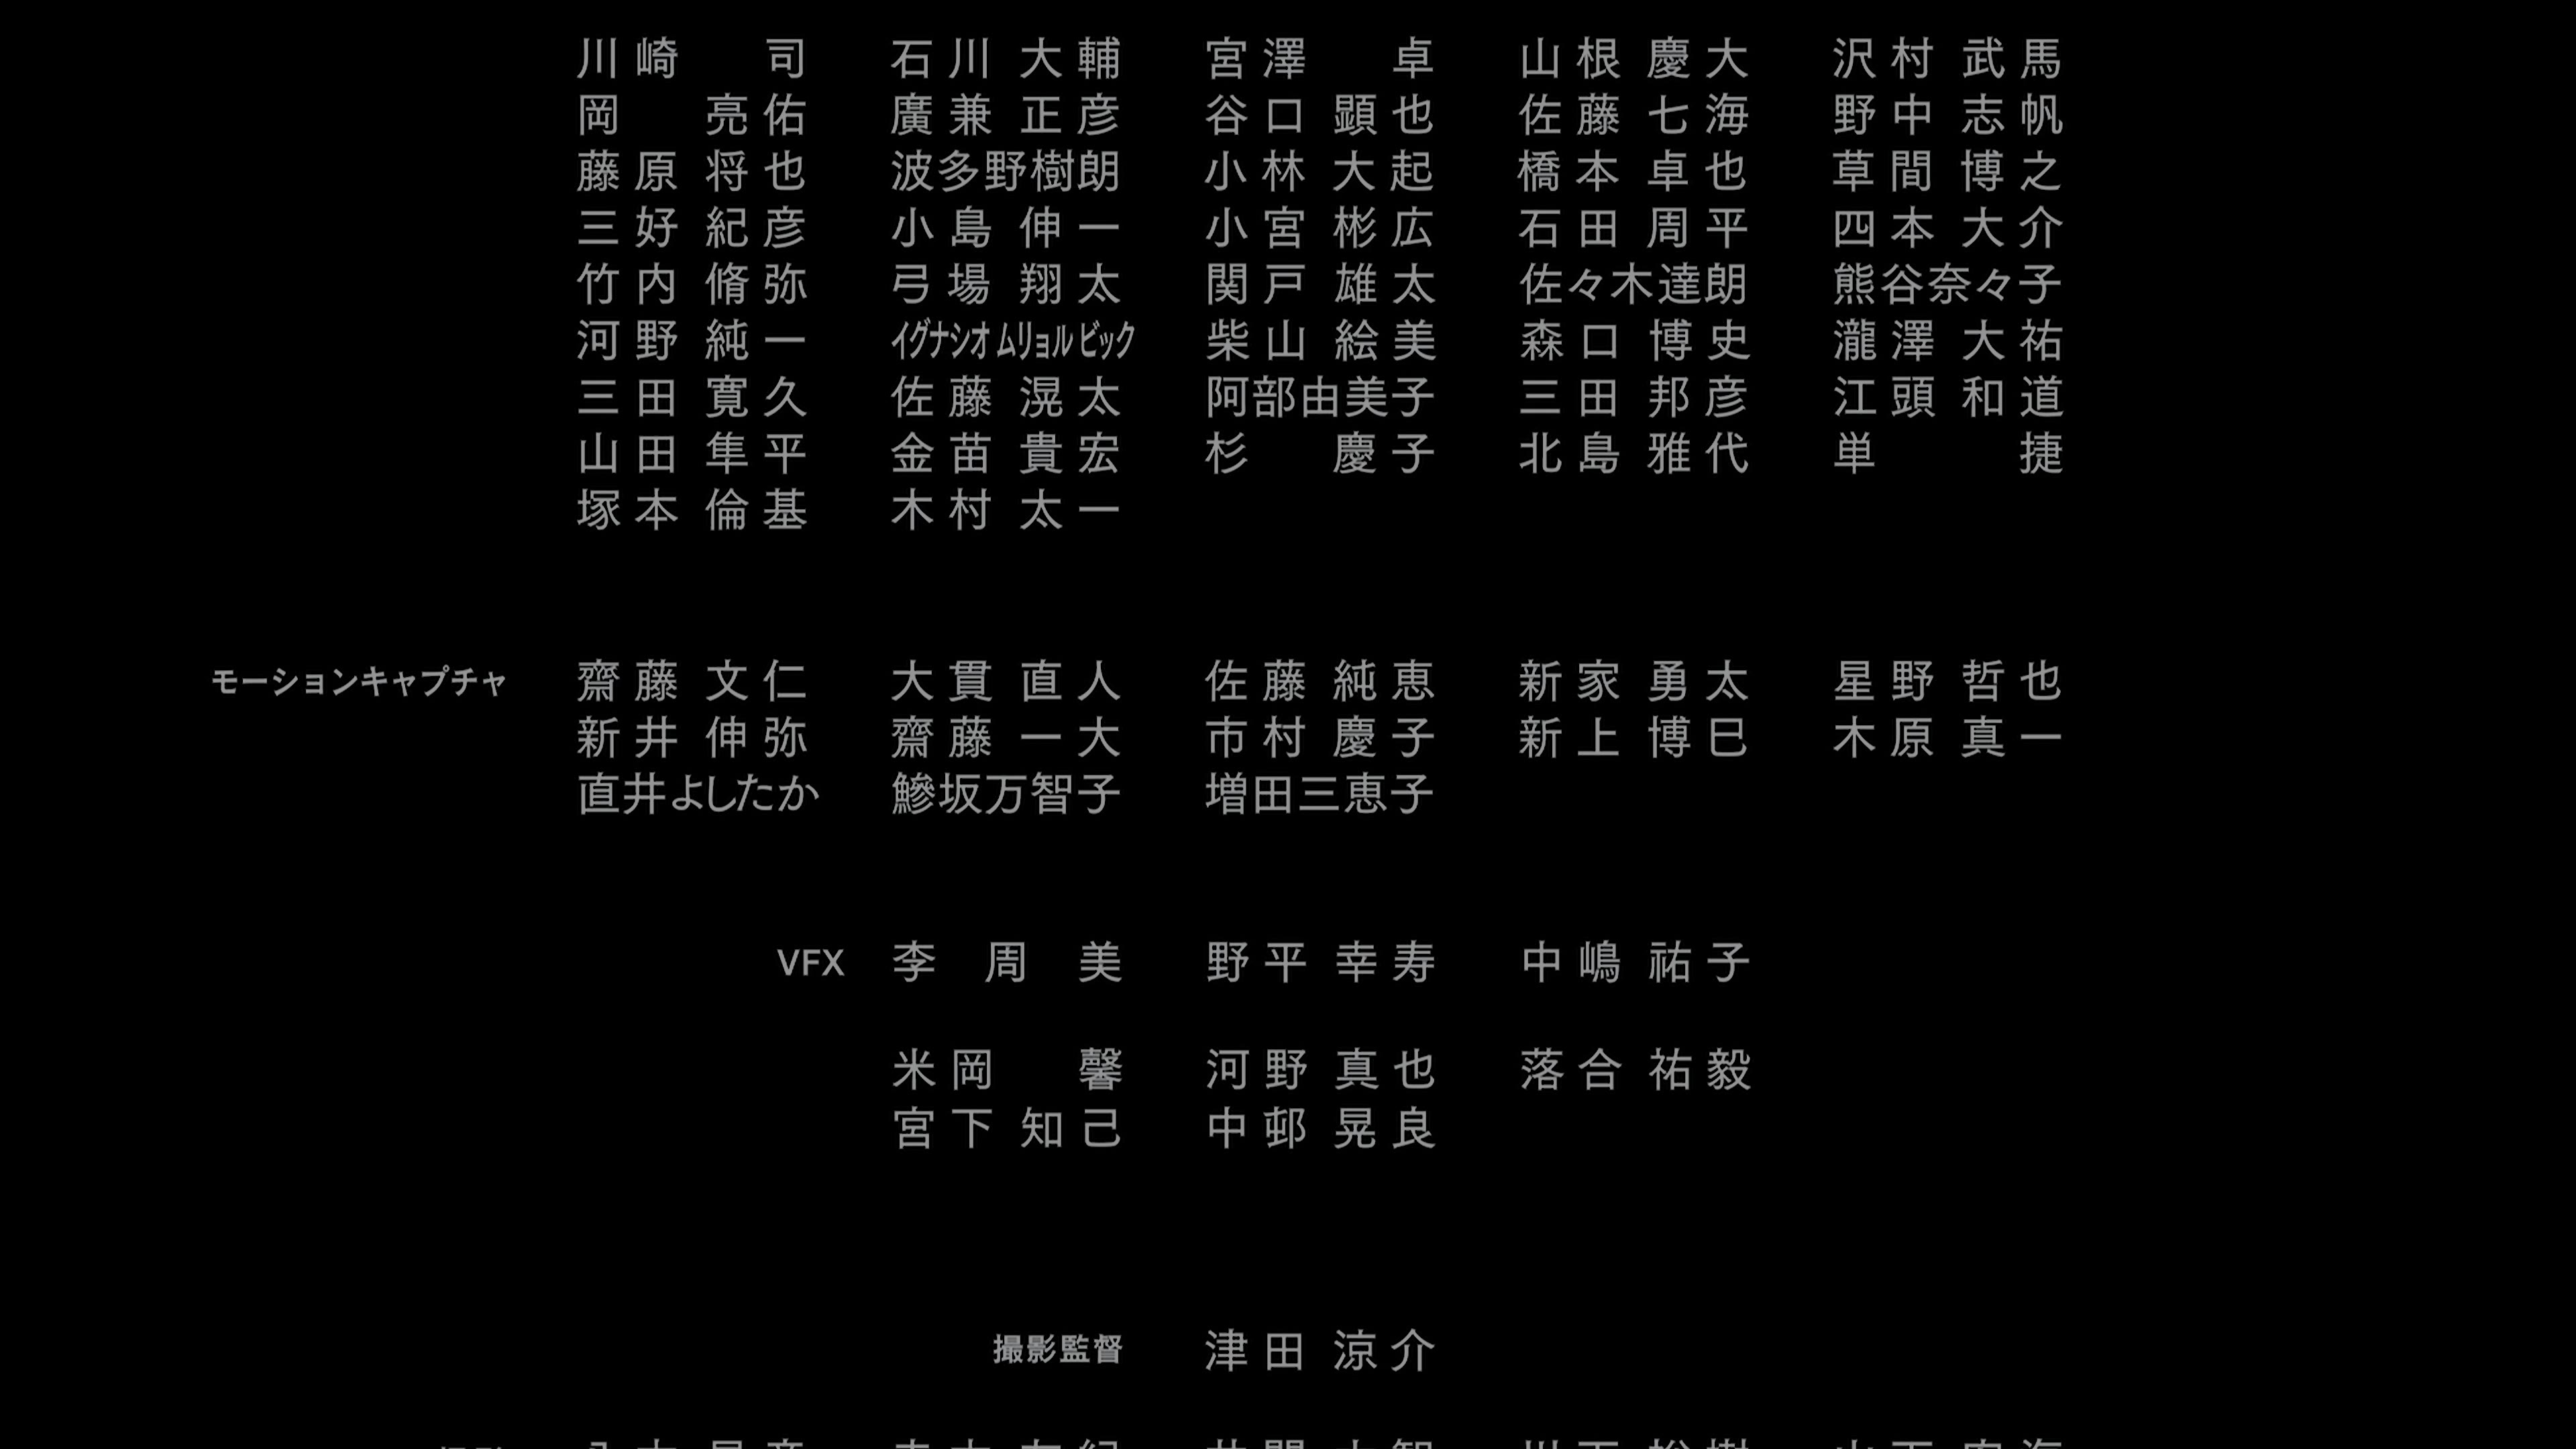 川崎 司 石川大輔 宮澤 卓 山根慶大 沢村武馬
岡 亮佑 廣兼正彦 谷口顕也 佐藤七海 野中志帆
藤原将也 波多野樹朗 小林大起 橋本卓也 草間博之
三好紀彦 小島伸一 小宮彬広 石田周平 四本大介
竹内脩弥 弓場翔太 関戸雄太 佐々木達朗 熊谷奈々子
河野純一 イグナシオ ムリョル ビック 柴山絵美 森口博史 瀧澤大祐
三田寛久 佐藤滉太 阿部由美子 三田邦彦 江頭和道
山田隼平 金苗貴宏 杉 慶子 北島雅代 単 捷
塚本倫基 木村太一
モーションキャプチャ 齋藤文仁 大貫直人 佐藤純恵 新家勇太 星野哲也
新井伸弥 齋藤一大 市村慶子 新上博巳 木原真一
直井よしたか 鰺坂万智子 増田三恵子
VFX 李周美 野平幸寿 中嶋祐子
米岡 馨 河野真也 落合祐毅
宮下知己 中邨晃良
撮影監督 津田涼介